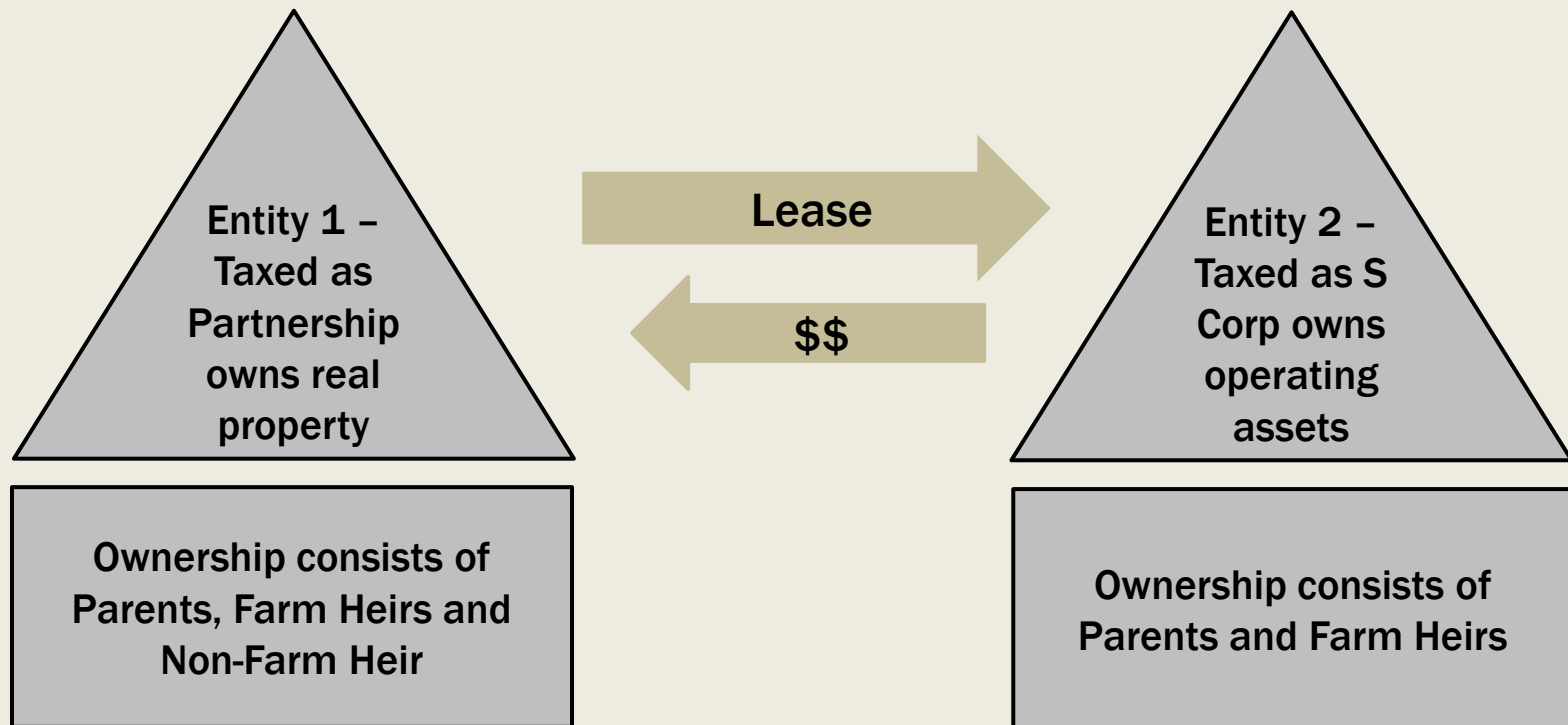 Entity 1 –
Taxed as
Partnership
owns real
property
Lease
$$
Entity 2 –
Taxed as S
Corp owns
operating
assets
Ownership consists of
Parents, Farm Heirs and
Non-Farm Heir
Ownership consists of
Parents and Farm Heirs